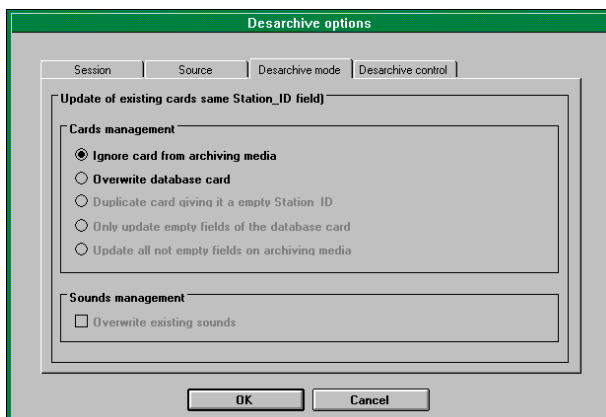 Desarchive options
Session Source Desarchive mode Desarchive control
Update of existing cards same Station_ID field)
Cards management
Ignore card from archiving media
Overwrite database card
Duplicate card giving it a empty Station_ID
Only update empty fields of the database card
Update all not empty fields on archiving media
Sounds management
Overwrite existing sounds
OK Cancel